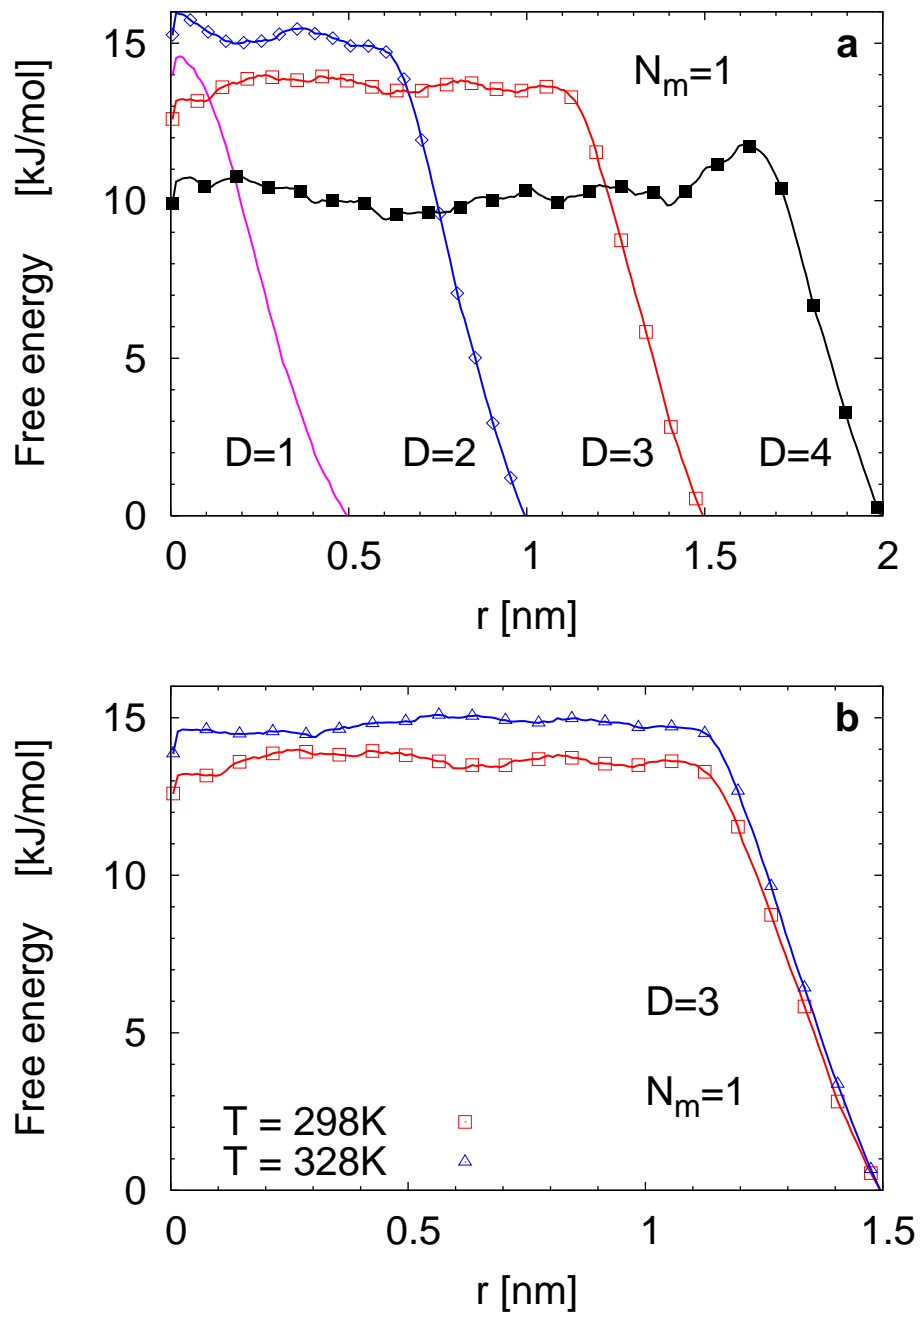 a
N_m=1
Free energy [kJ/mol]
15
10
5
0
D=1 D=2 D=3 D=4
0 0.5 1 1.5 2
r [nm]
b
Free energy [kJ/mol]
15
10
5
0
D=3
N_m=1
T = 298K
T = 328K
0 0.5 1 1.5
r [nm]